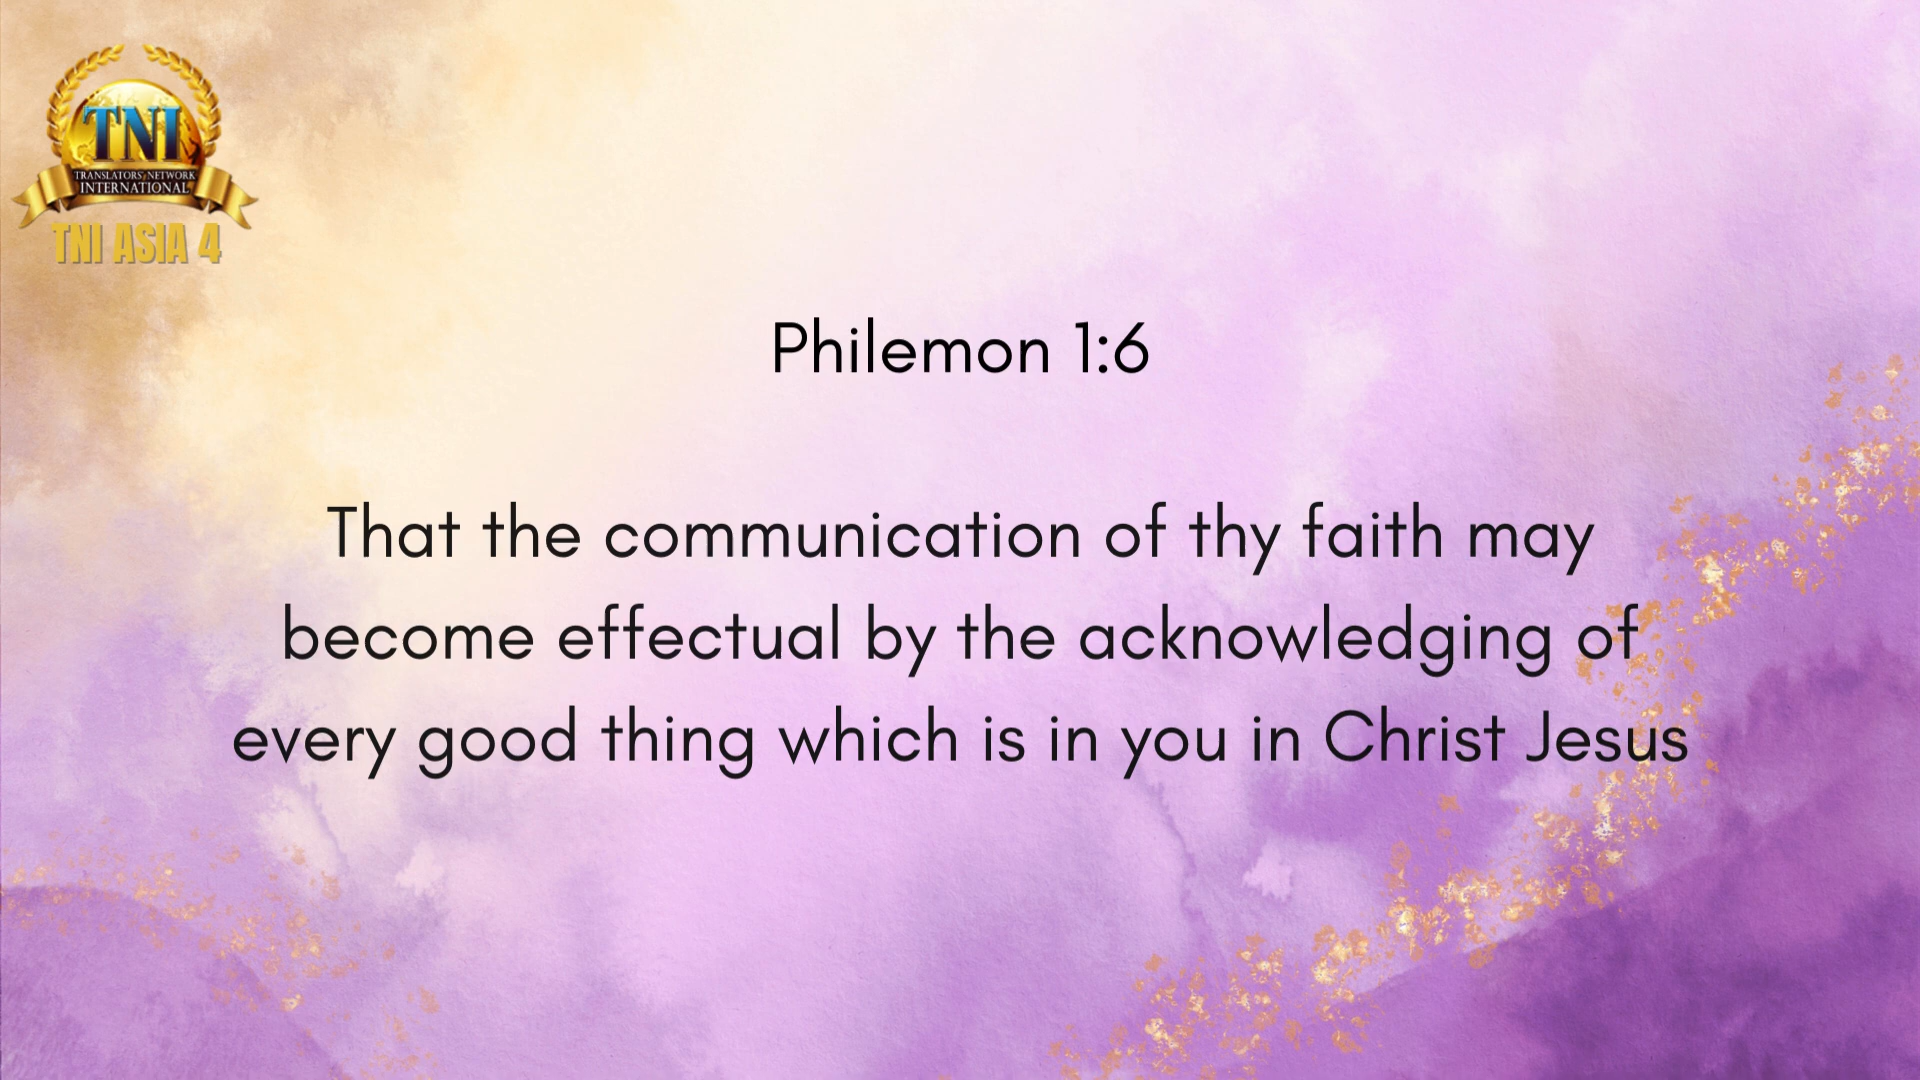 TNI
TRANSLATORS' NETWORK
INTERNATIONAL
TNI ASIA 4
Philemon 1:6
That the communication of thy faith may
become effectual by the acknowledging of
every good thing which is in you in Christ Jesus